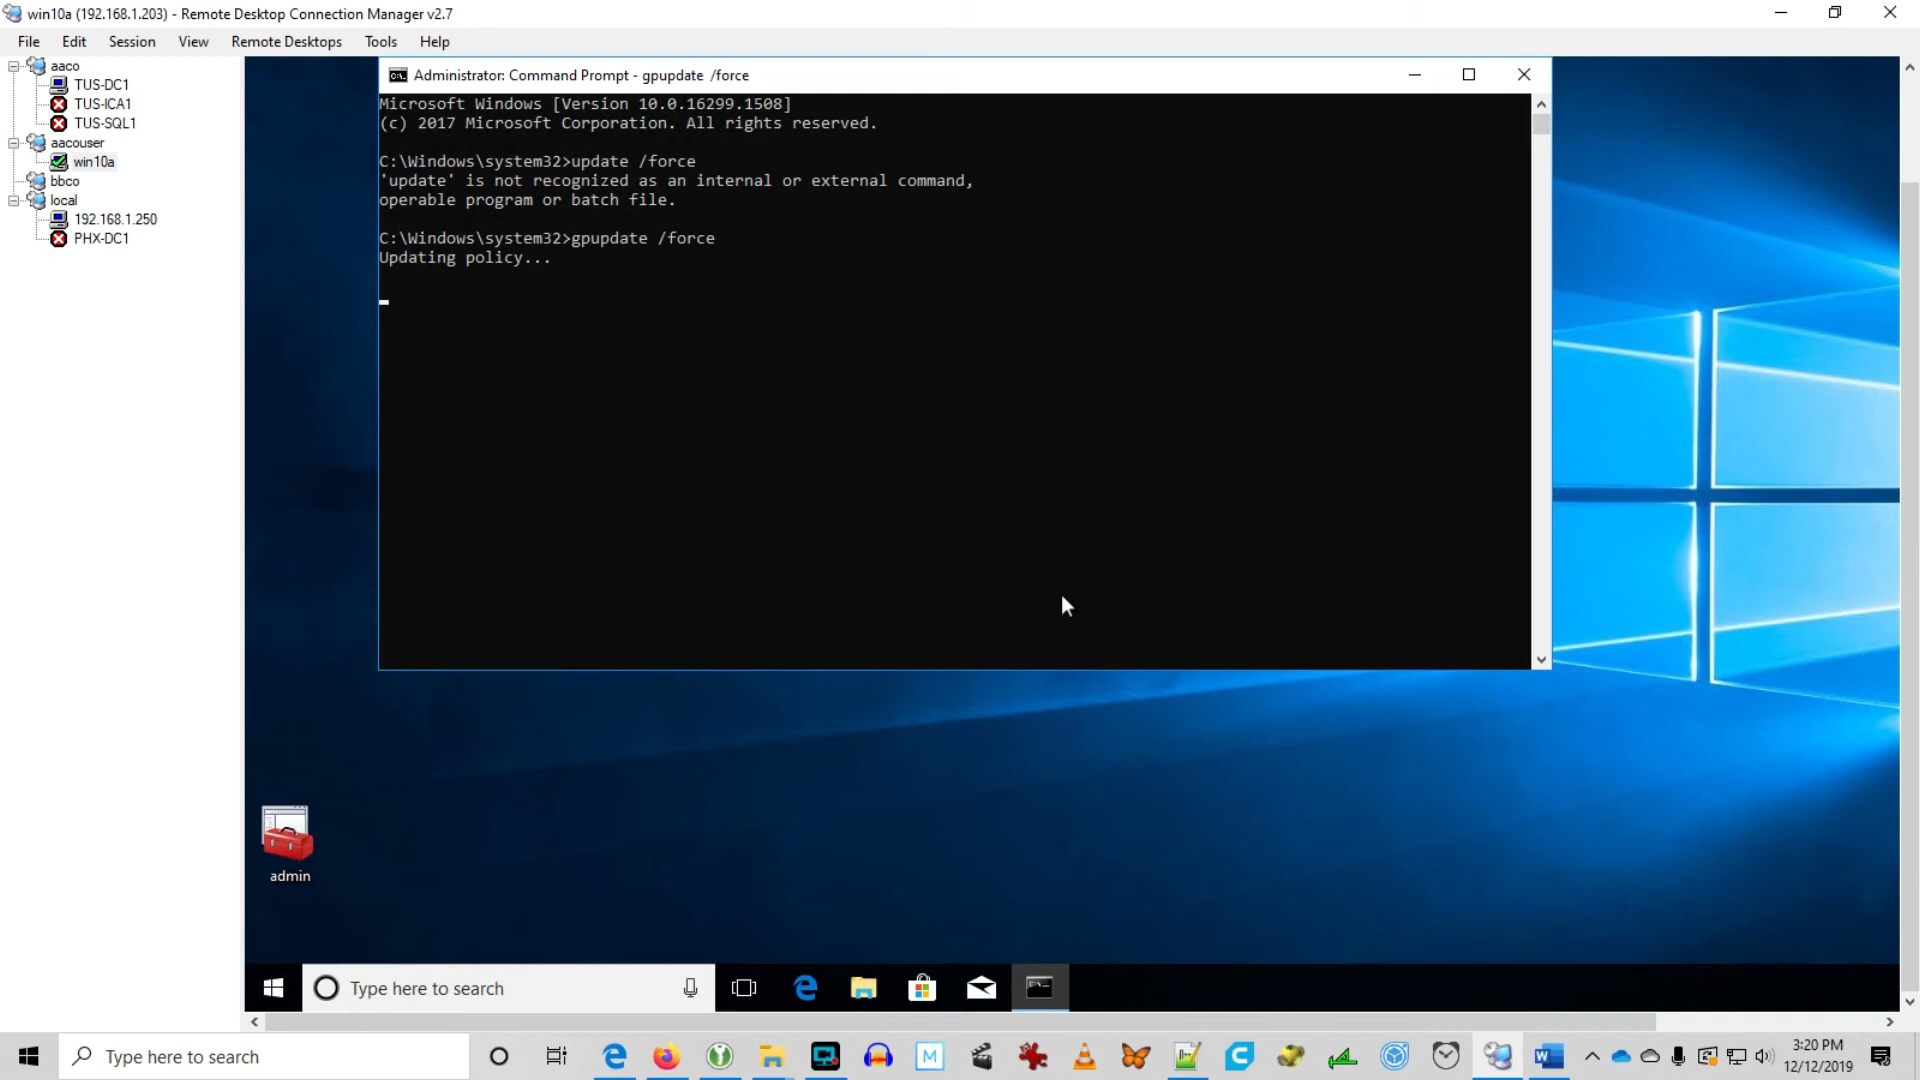 win10a (192.168.1.203) - Remote Desktop Connection Manager v2.7
File Edit Session View Remote Desktops Tools Help
aaco
TUS-DC1
TUS-ICA1
TUS-SQL1
aacouser
win10a
bbco
local
192.168.1.250
PHX-DC1
Administrator: Command Prompt - gpupdate /force
Microsoft Windows [Version 10.0.16299.1508]
(c) 2017 Microsoft Corporation. All rights reserved.
C:\Windows\system32>update /force
'update' is not recognized as an internal or external command,
operable program or batch file.
C:\Windows\system32>gpupdate /force
Updating policy...
admin
Type here to search
Type here to search
3:20 PM
12/12/2019